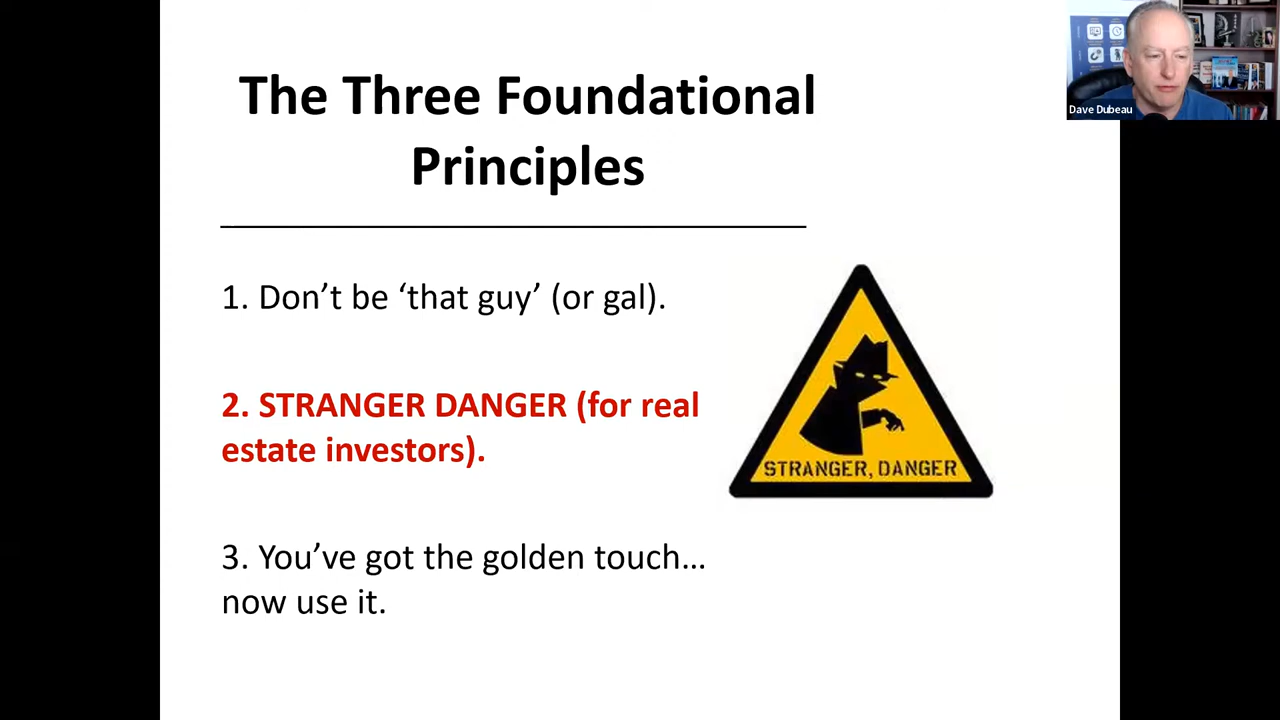 The Three Foundational
Principles
1. Don’t be ‘that guy’ (or gal).
2. STRANGER DANGER (for real
estate investors).
3. You’ve got the golden touch…
now use it.
STRANGER, DANGER
Dave Dubeau